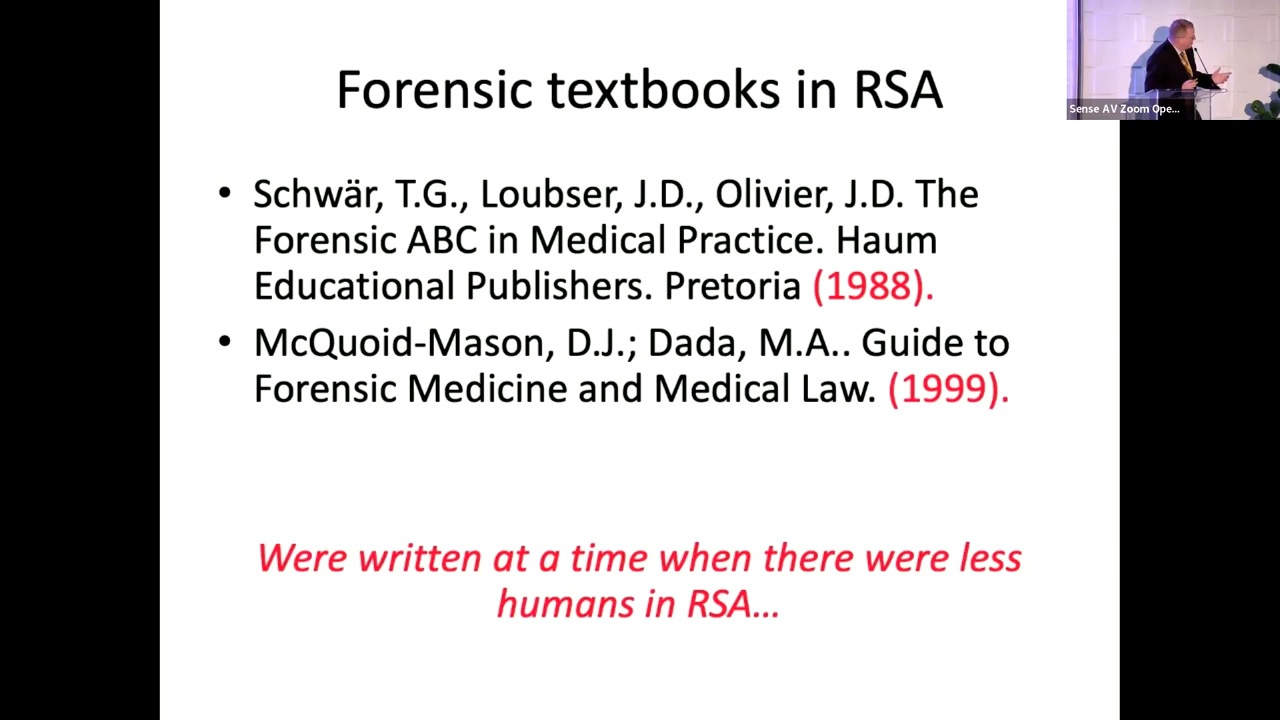 Forensic textbooks in RSA
• Schwär, T.G., Loubser, J.D., Olivier, J.D. The
Forensic ABC in Medical Practice. Haum
Educational Publishers. Pretoria (1988).
• McQuoid-Mason, D.J.; Dada, M.A.. Guide to
Forensic Medicine and Medical Law. (1999).
Were written at a time when there were less
humans in RSA...
Sense AV Zoom Ope...